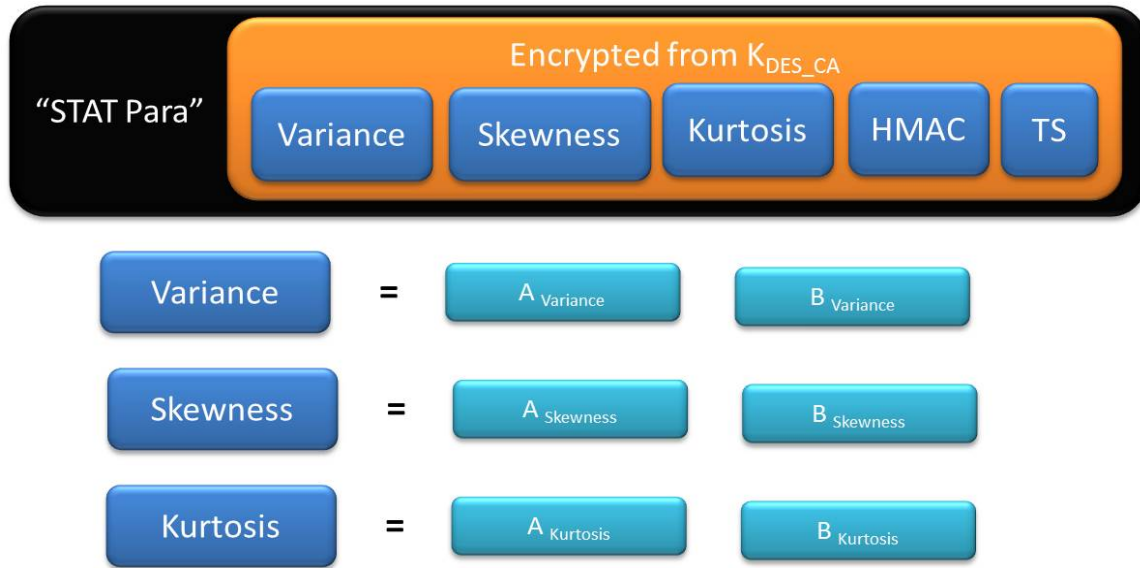 Encrypted from K_DES_CA
“STAT Para”
Variance Skewness Kurtosis HMAC TS
Variance = A Variance B Variance
Skewness = A Skewness B Skewness
Kurtosis = A Kurtosis B Kurtosis